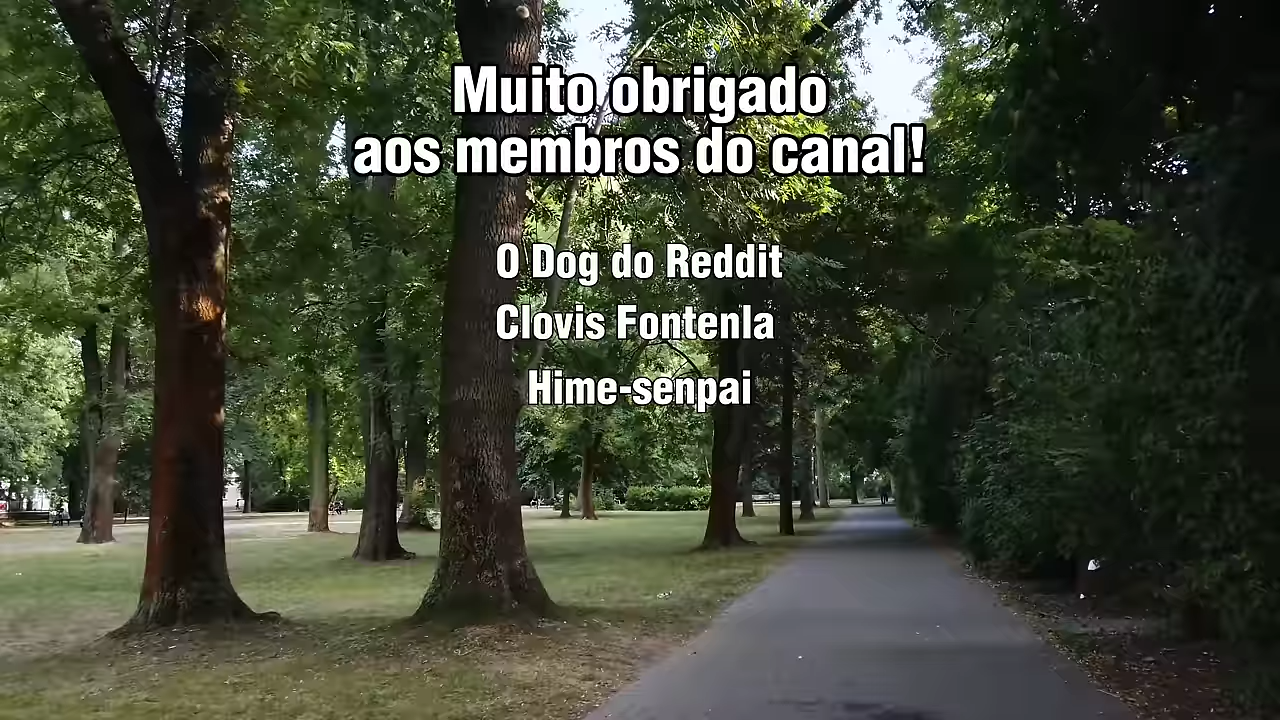 Muito obrigado
aos membros do canal!
O Dog do Reddit
Clovis Fontenla
Hime-senpai